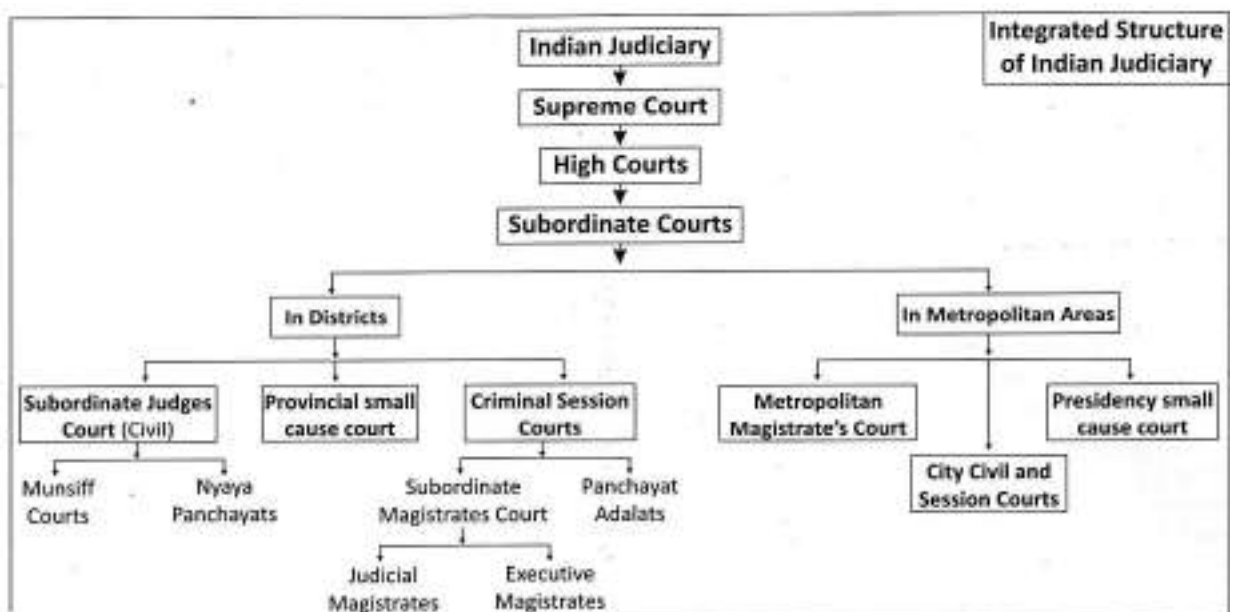 Integrated Structure
of Indian Judiciary
Indian Judiciary
Supreme Court
High Courts
Subordinate Courts
In Districts
In Metropolitan Areas
Subordinate Judges
Court (Civil)
Provincial small
cause court
Criminal Session
Courts
Metropolitan
Magistrate's Court
Presidency small
cause court
City Civil and
Session Courts
Munsiff
Courts
Nyaya
Panchayats
Subordinate
Magistrates Court
Panchayat
Adalats
Judicial
Magistrates
Executive
Magistrates